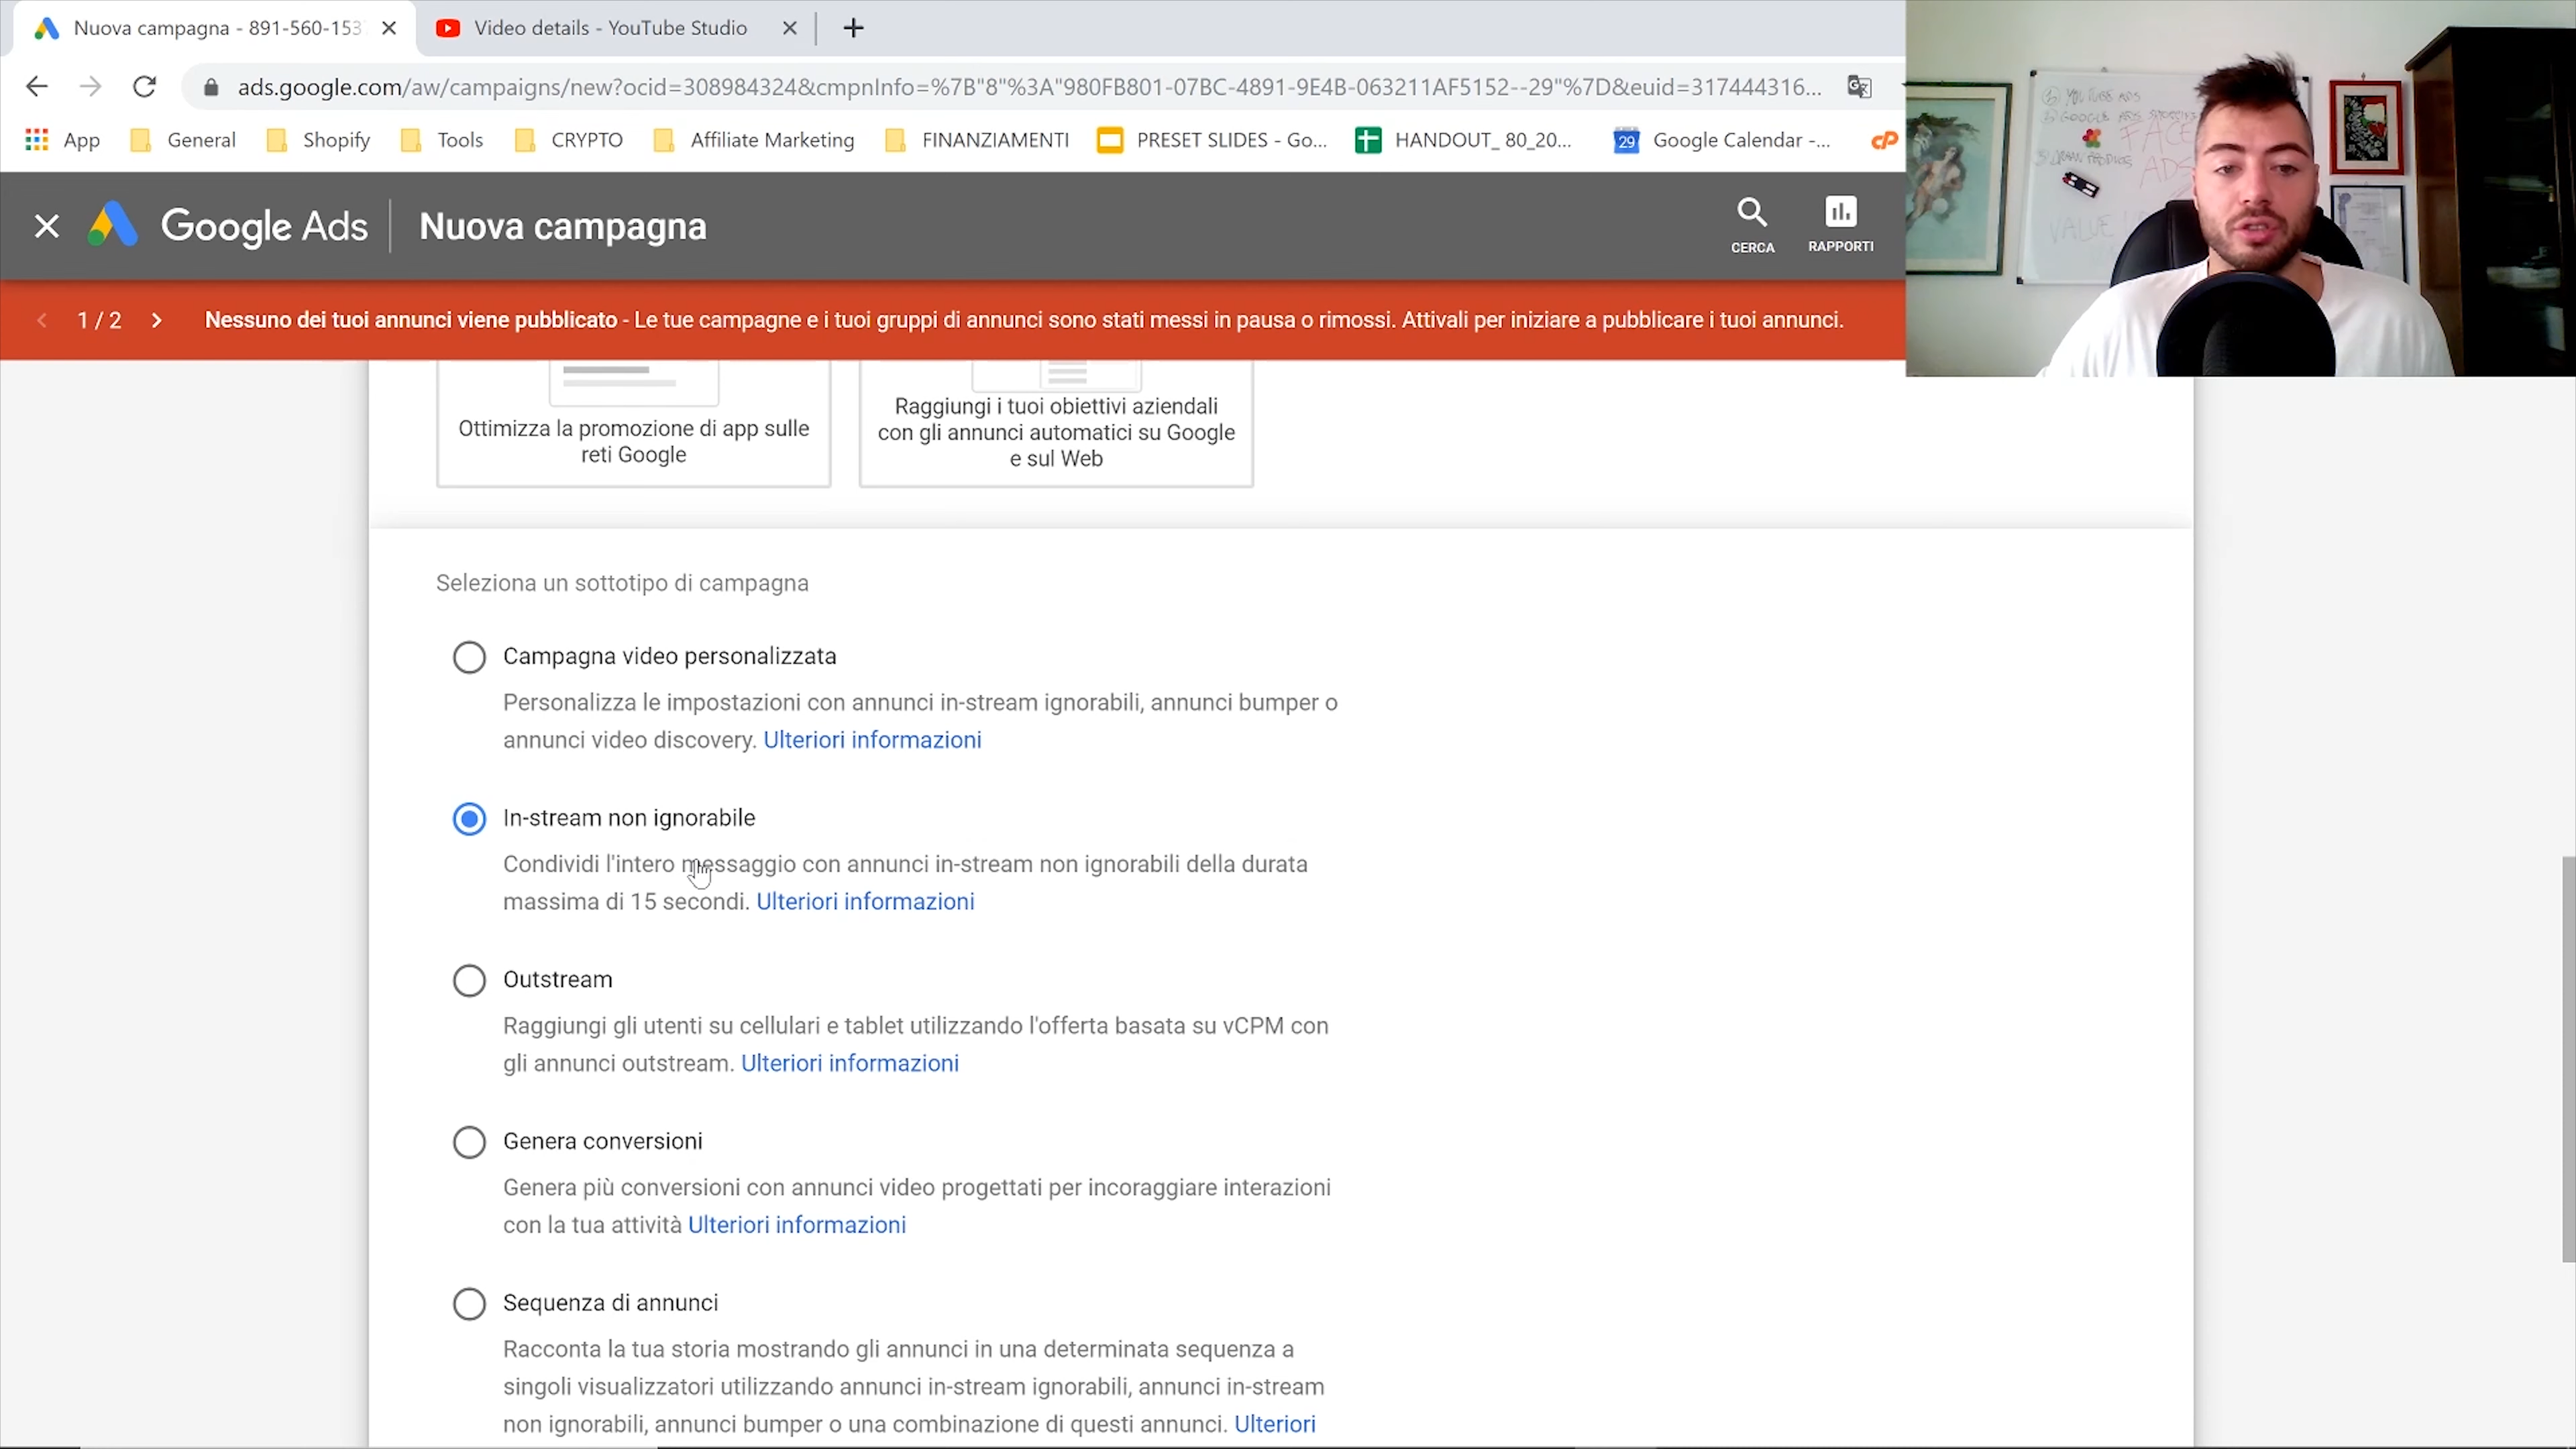 Nuova campagna - 891-560-153
Video details - YouTube Studio
ads.google.com/aw/campaigns/new?ocid=308984324&cmpnInfo=%7B"8"%3A"980FB801-07BC-4891-9E4B-063211AF5152--29"%7D&euid=317444316...
App General Shopify Tools CRYPTO Affiliate Marketing FINANZIAMENTI PRESET SLIDES - Go... HANDOUT_ 80_20... 29 Google Calendar -...
Google Ads Nuova campagna
CERCA
RAPPORTI
1 / 2 Nessuno dei tuoi annunci viene pubblicato - Le tue campagne e i tuoi gruppi di annunci sono stati messi in pausa o rimossi. Attivali per iniziare a pubblicare i tuoi annunci.
YOUTUBE ADS
GOOGLE ADS
ADS
VALUE
Ottimizza la promozione di app sulle
reti Google
Raggiungi i tuoi obiettivi aziendali
con gli annunci automatici su Google
e sul Web
Seleziona un sottotipo di campagna
Campagna video personalizzata
Personalizza le impostazioni con annunci in-stream ignorabili, annunci bumper o
annunci video discovery. Ulteriori informazioni
In-stream non ignorabile
Condividi l'intero messaggio con annunci in-stream non ignorabili della durata
massima di 15 secondi. Ulteriori informazioni
Outstream
Raggiungi gli utenti su cellulari e tablet utilizzando l'offerta basata su vCPM con
gli annunci outstream. Ulteriori informazioni
Genera conversioni
Genera più conversioni con annunci video progettati per incoraggiare interazioni
con la tua attività Ulteriori informazioni
Sequenza di annunci
Racconta la tua storia mostrando gli annunci in una determinata sequenza a
singoli visualizzatori utilizzando annunci in-stream ignorabili, annunci in-stream
non ignorabili, annunci bumper o una combinazione di questi annunci. Ulteriori